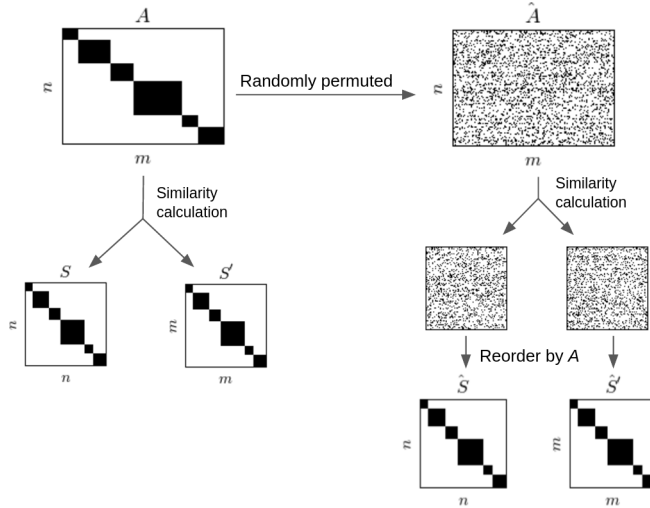 A
Â
n
Randomly permuted
n
m
m
Similarity
calculation
Similarity
calculation
S
S′
n
m
n
m
Reorder by A
Ŝ
Ŝ′
n
m
n
m